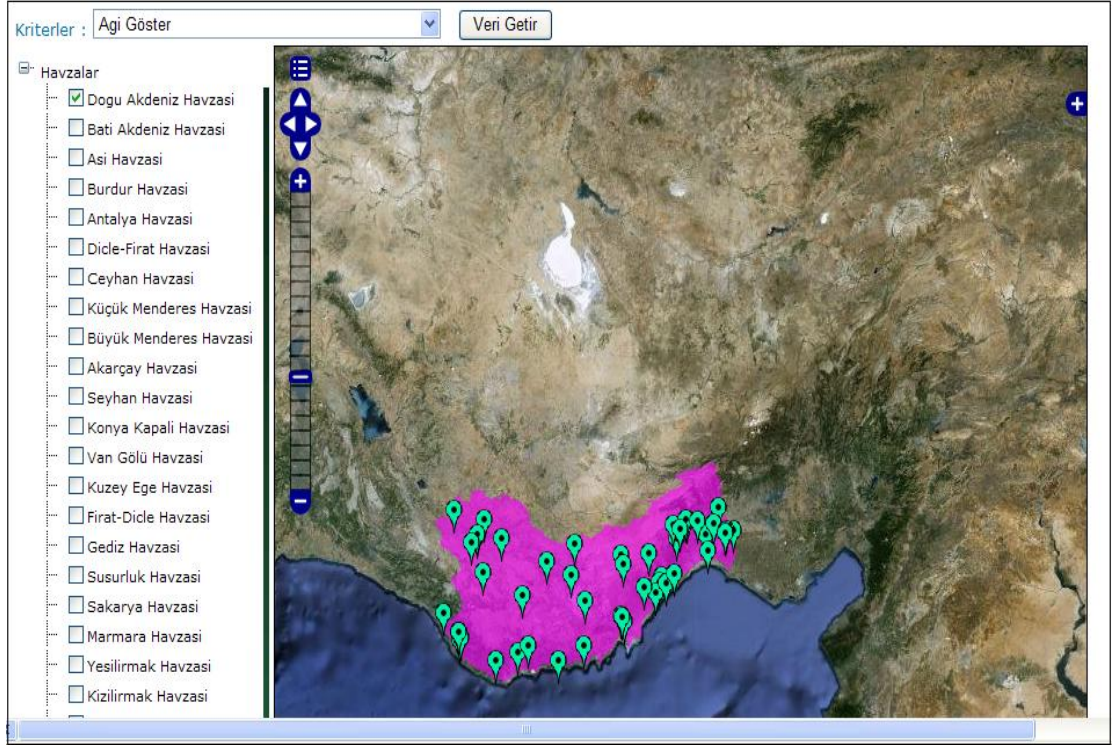 Kriterler : Agi Göster Veri Getir
Havzalar
Dogu Akdeniz Havzasi
Bati Akdeniz Havzasi
Asi Havzasi
Burdur Havzasi
Antalya Havzasi
Dicle-Firat Havzasi
Ceyhan Havzasi
Küçük Menderes Havzasi
Büyük Menderes Havzasi
Akarçay Havzasi
Seyhan Havzasi
Konya Kapali Havzasi
Van Gölü Havzasi
Kuzey Ege Havzasi
Firat-Dicle Havzasi
Gediz Havzasi
Susurluk Havzasi
Sakarya Havzasi
Marmara Havzasi
Yesilirmak Havzasi
Kizilirmak Havzasi